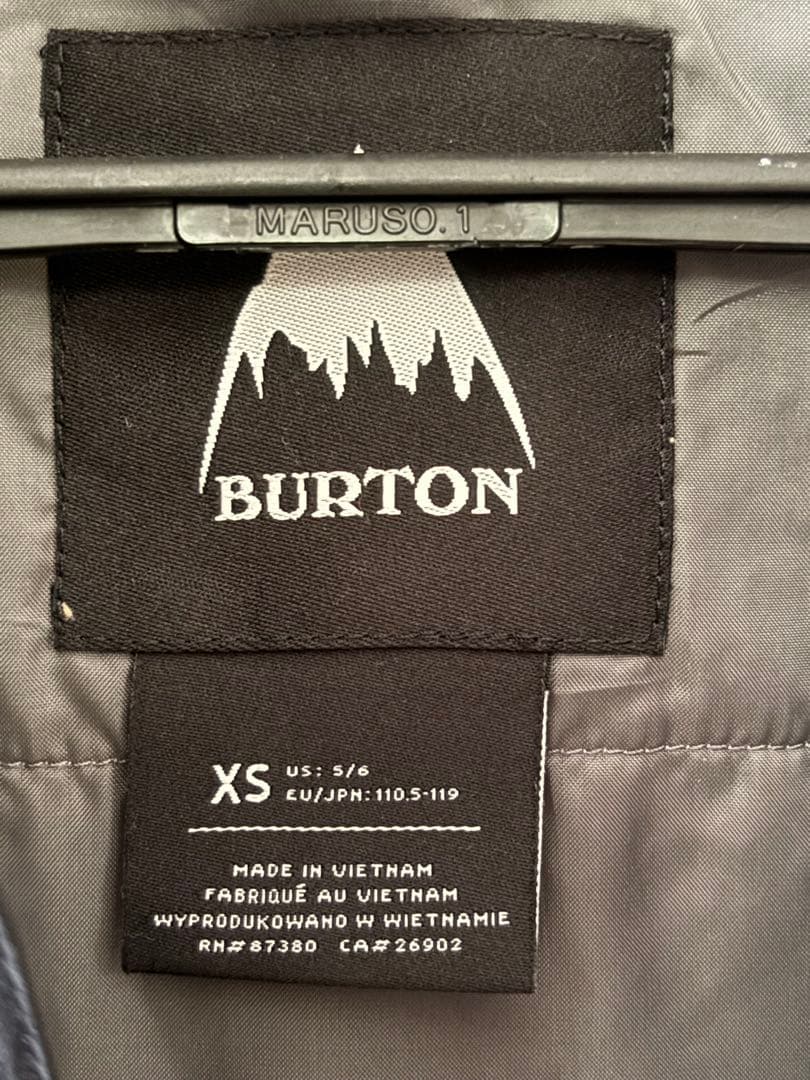 MARUSO.1
BURTON
XS US: 5/6
EU/JPN: 110.5-119
MADE IN VIETNAM
FABRIQUÉ AU VIETNAM
WYPRODUKOWANO W WIETNAMIE
RN#87380 CA#26902